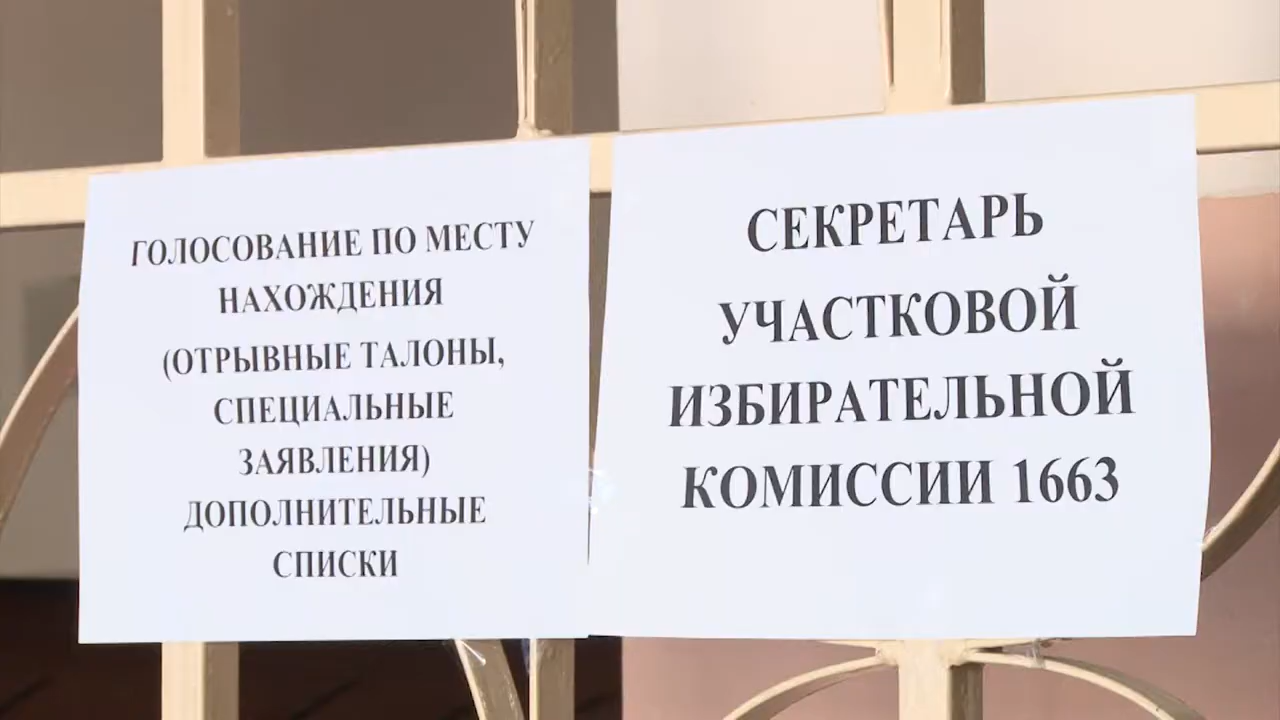 ГОЛОСОВАНИЕ ПО МЕСТУ
НАХОЖДЕНИЯ
(ОТРЫВНЫЕ ТАЛОНЫ,
СПЕЦИАЛЬНЫЕ
ЗАЯВЛЕНИЯ)
ДОПОЛНИТЕЛЬНЫЕ
СПИСКИ
СЕКРЕТАРЬ
УЧАСТКОВОЙ
ИЗБИРАТЕЛЬНОЙ
КОМИССИИ 1663